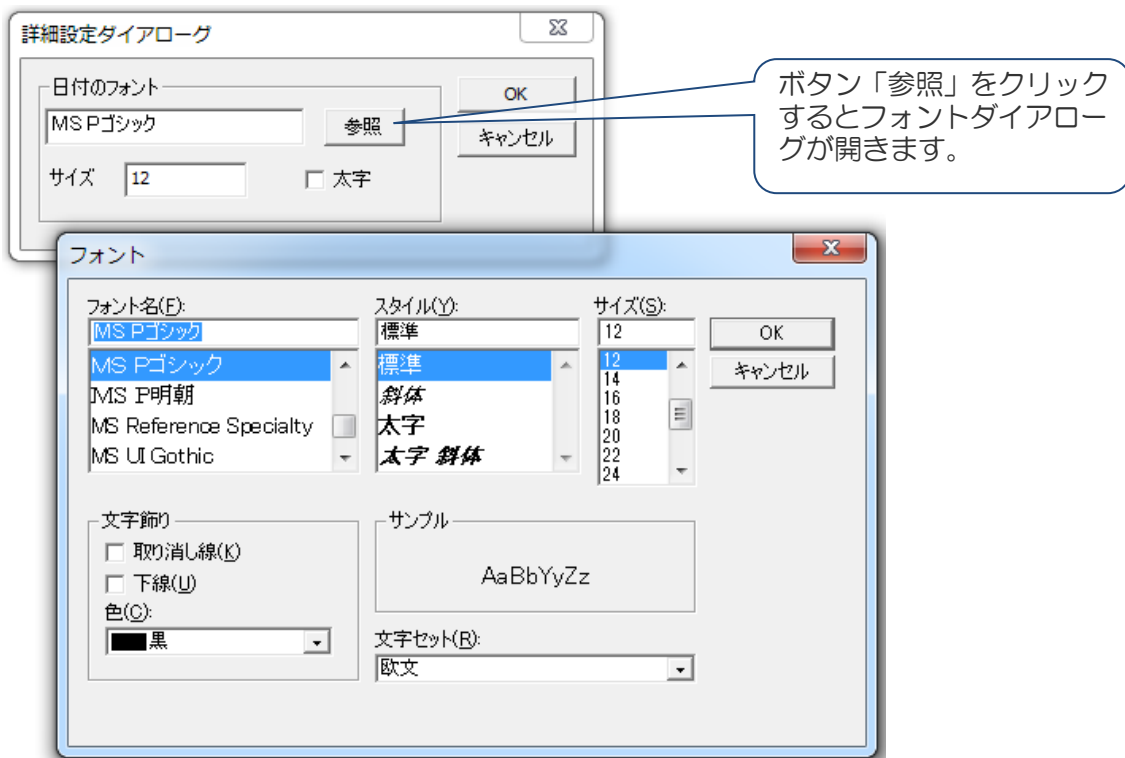 詳細設定ダイアローグ
日付のフォント
MS Pゴシック
参照
OK
キャンセル
サイズ
12
太字
ボタン「参照」をクリック
するとフォントダイアロー
グが開きます。
フォント
フォント名(F):
MS Pゴシック
MS Pゴシック
MS P明朝
MS Reference Specialty
MS UI Gothic
スタイル(Y):
標準
標準
斜体
太字
太字 斜体
サイズ(S):
12
12
14
16
18
20
22
24
OK
キャンセル
文字飾り
取り消し線(K)
下線(U)
色(C):
黒
サンプル
AaBbYyZz
文字セット(R):
欧文